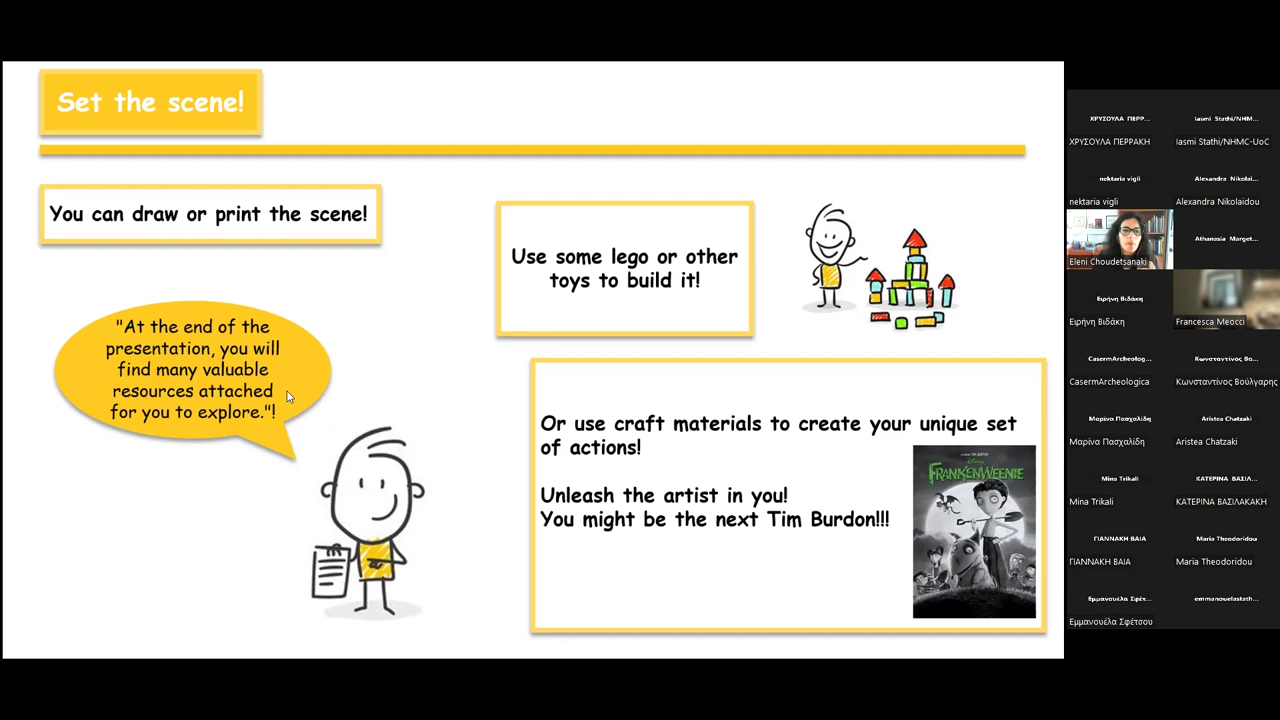 Set the scene!
You can draw or print the scene!
Use some lego or other
toys to build it!
"At the end of the
presentation, you will
find many valuable
resources attached
for you to explore."!
Or use craft materials to create your unique set
of actions!
Unleash the artist in you!
You might be the next Tim Burdon!!!
FRANKENWEENIE
ΧΡΥΣΟΥΛΑ ΠΕΡΡ...
ΧΡΥΣΟΥΛΑ ΠΕΡΡΑΚΗ
Iasmi Stathi/NHM...
Iasmi Stathi/NHMC-UoC
nektaria vigli
nektaria vigli
Alexandra Nikolai...
Alexandra Nikolaidou
Eleni Choudetsanaki
Athanasia Marget...
Ειρήνη Βιδάκη
Ειρήνη Βιδάκη
Francesca Meocci
CasermArcheolog...
CasermArcheologica
Κωνσταντίνος Βο...
Κωνσταντίνος Βούλγαρης
Μαρίνα Πασχαλίδη
Μαρίνα Πασχαλίδη
Aristea Chatzaki
Aristea Chatzaki
Mina Trikali
Mina Trikali
ΚΑΤΕΡΙΝΑ ΒΑΣΙΛ...
ΚΑΤΕΡΙΝΑ ΒΑΣΙΛΑΚΑΚΗ
ΓΙΑΝΝΑΚΗ ΒΑΙΑ
ΓΙΑΝΝΑΚΗ ΒΑΙΑ
Maria Theodoridou
Maria Theodoridou
Εμμανουέλα Σφέτ...
Εμμανουέλα Σφέτσου
emmanouelastath...